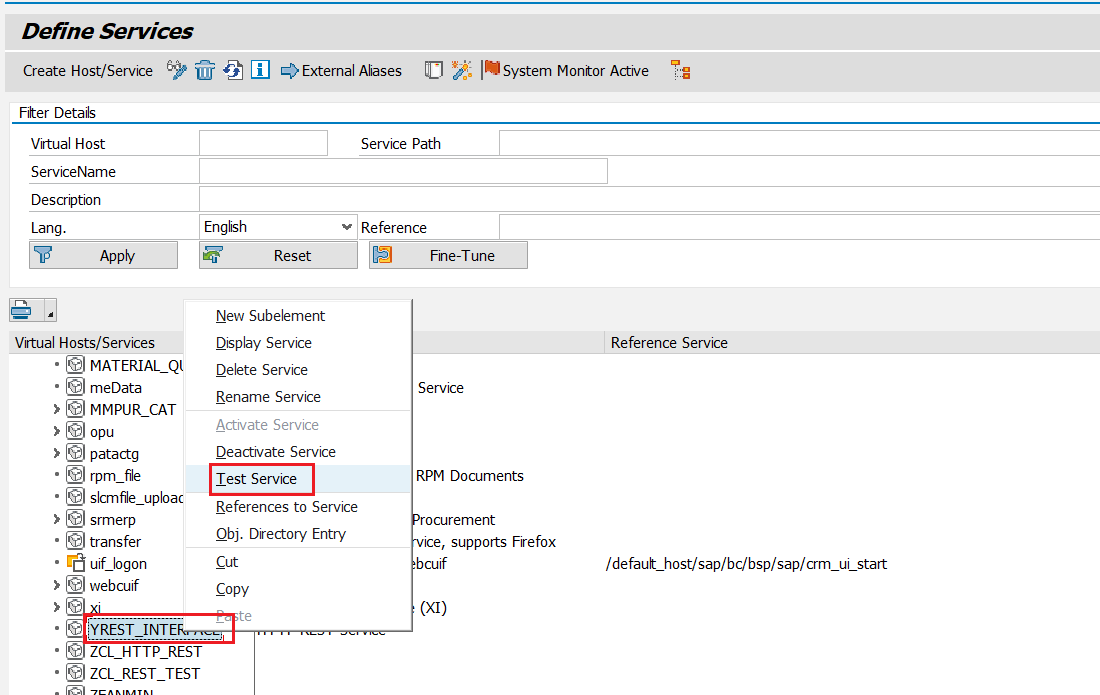 Define Services
Create Host/Service External Aliases System Monitor Active
Filter Details
Virtual Host Service Path
ServiceName
Description
Lang. English Reference
Apply Reset Fine-Tune
Virtual Hosts/Services Reference Service
New Subelement
Display Service
Delete Service
Rename Service
Activate Service
Deactivate Service
Test Service
References to Service
Obj. Directory Entry
Cut
Copy
Paste
MATERIAL_QU
meData Service
MMPUR_CAT
opu
patactg
rpm_file RPM Documents
slcmfile_upload
srmerp Procurement
transfer rvice, supports Firefox
uif_logon ebcuif /default_host/sap/bc/bsp/sap/crm_ui_start
webcuif
xi (XI)
YREST_INTERFACE HTTP REST Service
ZCL_HTTP_REST
ZCL_REST_TEST
ZEANMIN